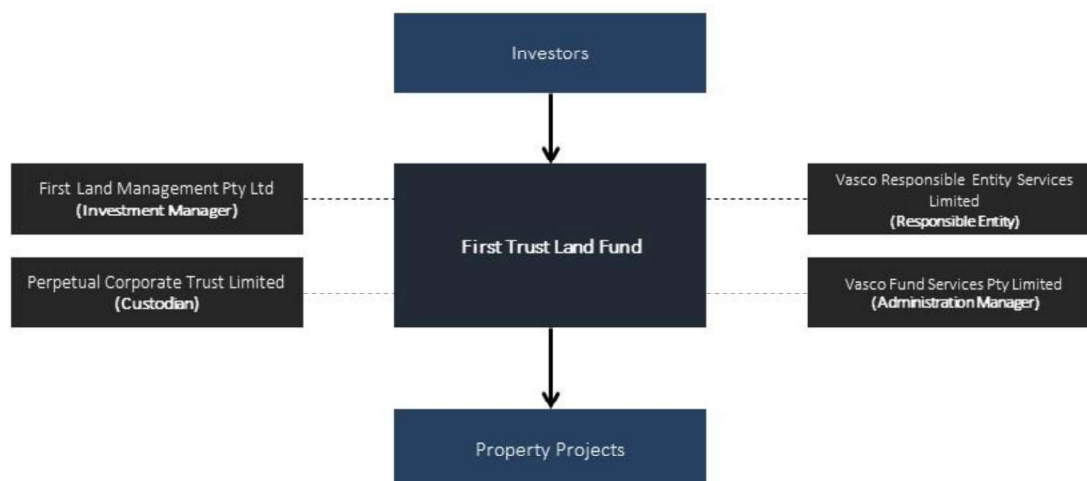 Investors
First Land Management Pty Ltd
(Investment Manager)
First Trust Land Fund
Vasco Responsible Entity Services
Limited
(Responsible Entity)
Perpetual Corporate Trust Limited
(Custodian)
Vasco Fund Services Pty Limited
(Administration Manager)
Property Projects